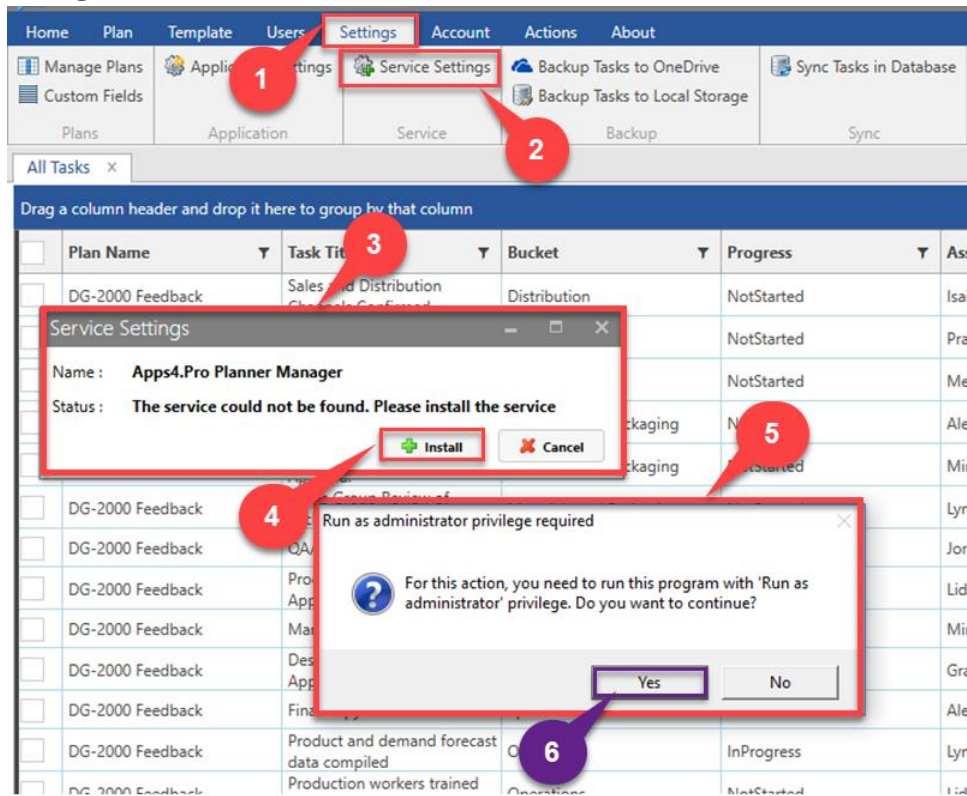 Home Plan Template Users Settings Account Actions About
Manage Plans Settings Service Settings Backup Tasks to OneDrive Sync Tasks in Database
Custom Fields Backup Tasks to Local Storage
Plans Application Service Backup Sync
1
2
All Tasks ×
Drag a column header and drop it here to group by that column
3
Plan Name Task Bucket Progress
DG-2000 Feedback Sales and Distribution Distribution NotStarted
Service Settings
NotStarted
Name : Apps4.Pro Planner Manager
NotStarted
Status : The service could not be found. Please install the service
Install Cancel
5
4
DG-2000 Feedback
Run as administrator privilege required
DG-2000 Feedback
For this action, you need to run this program with 'Run as
administrator' privilege. Do you want to continue?
DG-2000 Feedback
DG-2000 Feedback
DG-2000 Feedback
Yes No
DG-2000 Feedback
6
DG-2000 Feedback Product and demand forecast InProgress
data compiled
DG-2000 Feedback Production workers trained Operations NotStarted